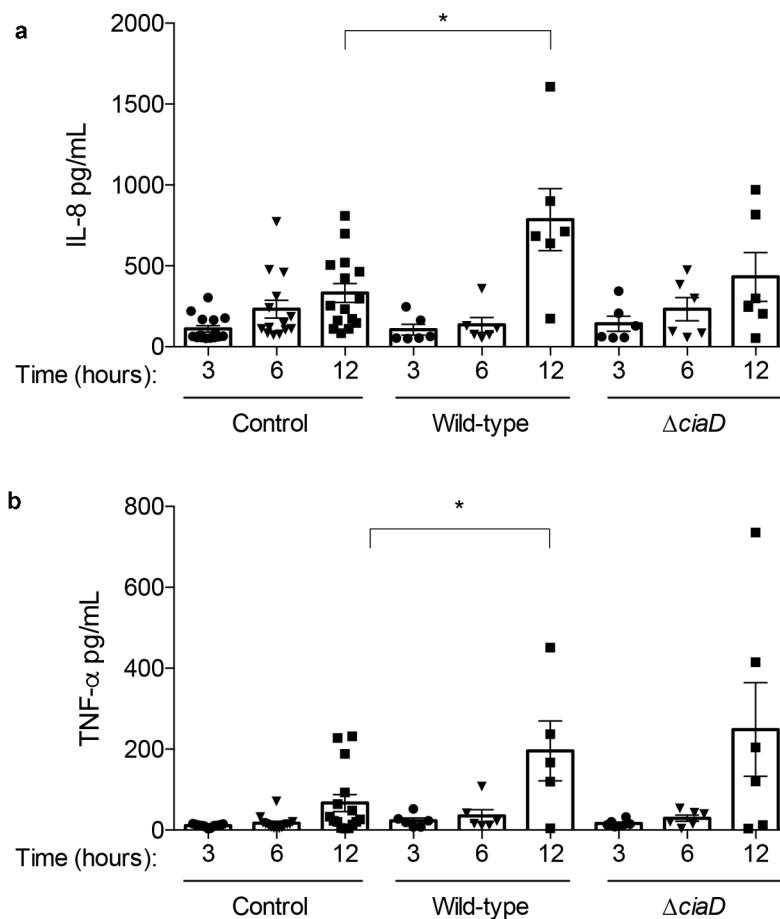 a
*
2000
1500
1000
500
0
IL-8 pg/mL
Time (hours): 3 6 12 3 6 12 3 6 12
Control Wild-type ΔciaD
b
*
800
600
400
200
0
TNF-α pg/mL
Time (hours): 3 6 12 3 6 12 3 6 12
Control Wild-type ΔciaD